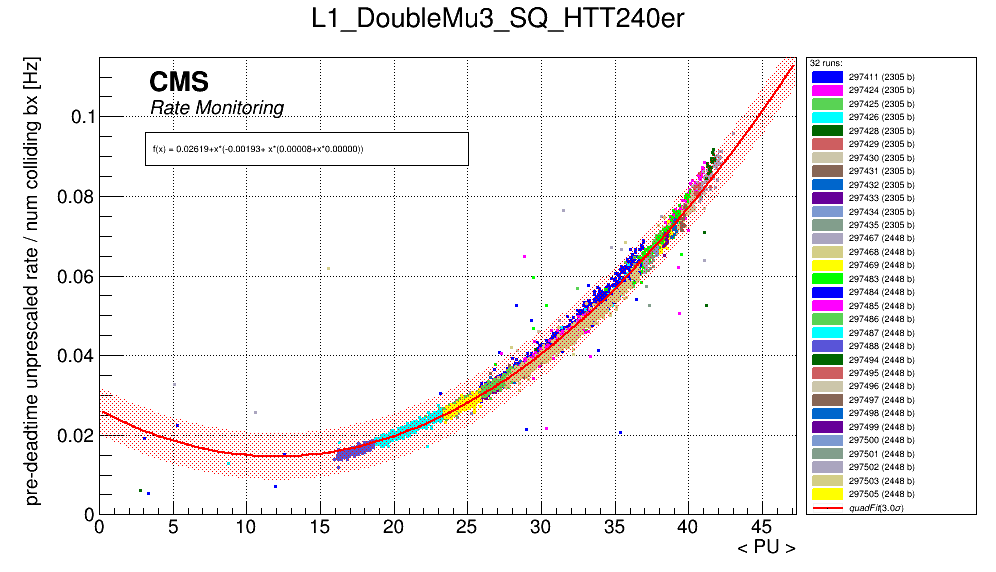 L1_DoubleMu3_SQ_HTT240er
pre-deadtime unprescaled rate / num colliding bx [Hz]
CMS
Rate Monitoring
f(x) = 0.02619+x*(-0.00193+ x*(0.00008+x*0.00000))
0.1
0.08
0.06
0.04
0.02
0
0 5 10 15 20 25 30 35 40 45
< PU >
32 runs:
297411 (2305 b)
297424 (2305 b)
297425 (2305 b)
297426 (2305 b)
297428 (2305 b)
297429 (2305 b)
297430 (2305 b)
297431 (2305 b)
297432 (2305 b)
297433 (2305 b)
297434 (2305 b)
297435 (2305 b)
297467 (2448 b)
297468 (2448 b)
297469 (2448 b)
297483 (2448 b)
297484 (2448 b)
297485 (2448 b)
297486 (2448 b)
297487 (2448 b)
297488 (2448 b)
297494 (2448 b)
297495 (2448 b)
297496 (2448 b)
297497 (2448 b)
297498 (2448 b)
297499 (2448 b)
297500 (2448 b)
297501 (2448 b)
297502 (2448 b)
297503 (2448 b)
297505 (2448 b)
quadFit(3.0σ)